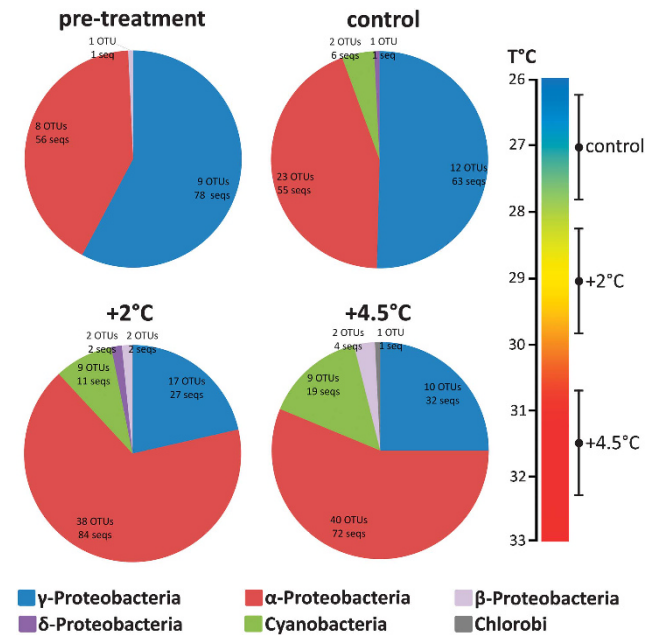 pre-treatment
control
1 OTU
1 seq
8 OTUs
56 seqs
9 OTUs
78 seqs
2 OTUs
6 seqs
1 OTU
1 seq
23 OTUs
55 seqs
12 OTUs
63 seqs
T°C
26
27
28
29
30
31
32
33
control
+2°C
+4.5°C
+2°C
+4.5°C
2 OTUs
2 seqs
2 OTUs
2 seqs
9 OTUs
11 seqs
17 OTUs
27 seqs
38 OTUs
84 seqs
2 OTUs
4 seqs
1 OTU
1 seq
9 OTUs
19 seqs
10 OTUs
32 seqs
40 OTUs
72 seqs
γ-Proteobacteria
α-Proteobacteria
β-Proteobacteria
δ-Proteobacteria
Cyanobacteria
Chlorobi